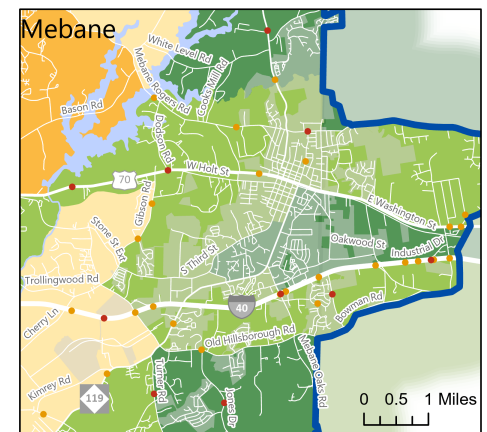 Mebane
White Level Rd
Mebane Rogers Rd
Cooks Mill Rd
Bason Rd
Dodson Rd
W Holt St
70
Gibson Rd
E Washington St
Stone St Ext
S Third St
Oakwood St
Industrial Dr
Trollingwood Rd
40
Cherry Ln
Bowman Rd
Old Hillsborough Rd
Mebane Oaks Rd
Kimrey Rd
Turner Rd
119
Jones Dr
0 0.5 1 Miles